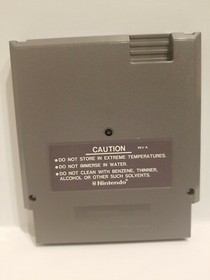 CAUTION
REV-A
●DO NOT STORE IN EXTREME TEMPERATURES.
●DO NOT IMMERSE IN WATER.
●DO NOT CLEAN WITH BENZENE, THINNER,
ALCOHOL OR OTHER SUCH SOLVENTS.
Nintendo